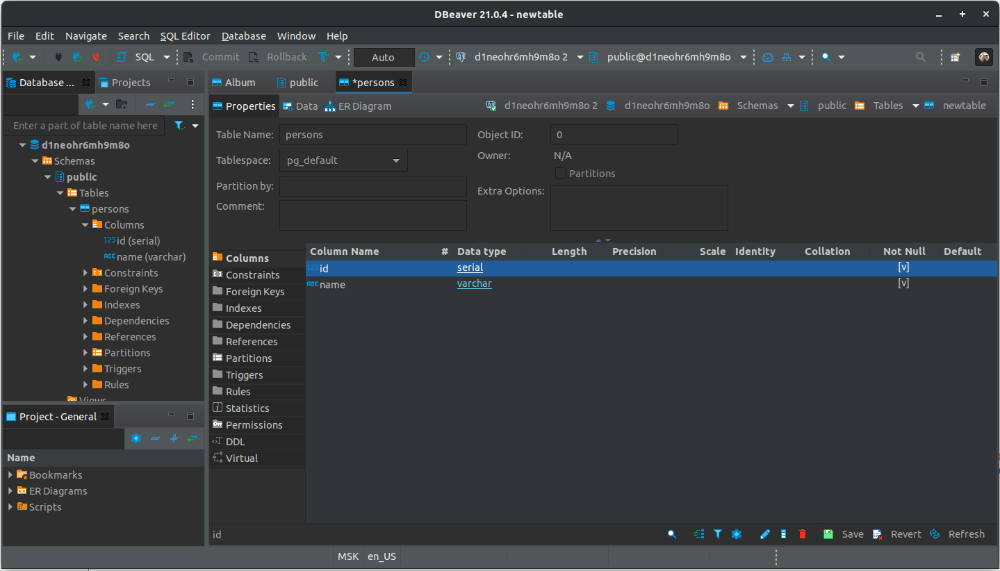 DBeaver 21.0.4 - newtable
File Edit Navigate Search SQL Editor Database Window Help
SQL Commit Rollback Auto d1neohr6mh9m8o 2 public@d1neohr6mh9m8o
Database ... Projects
Enter a part of table name here
d1neohr6mh9m8o
Schemas
public
Tables
persons
Columns
123 id (serial)
ABC name (varchar)
Constraints
Foreign Keys
Indexes
Dependencies
References
Partitions
Triggers
Rules
Views
Project - General
Name
Bookmarks
ER Diagrams
Scripts
Album public *persons
Properties Data ER Diagram d1neohr6mh9m8o 2 d1neohr6mh9m8o Schemas public Tables newtable
Table Name: persons
Tablespace: pg_default
Partition by:
Comment:
Object ID: 0
Owner: N/A
Partitions
Extra Options:
Columns
Constraints
Foreign Keys
Indexes
Dependencies
References
Partitions
Triggers
Rules
Statistics
Permissions
DDL
Virtual
Column Name # Data type Length Precision Scale Identity Collation Not Null Default
123 id serial [v]
ABC name varchar [v]
id Save Revert Refresh
MSK en_US